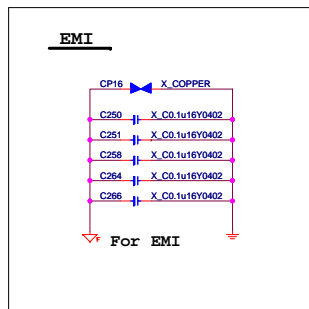 EMI
CP16 X_COPPER
C250 X_C0.1u16Y0402
C251 X_C0.1u16Y0402
C258 X_C0.1u16Y0402
C264 X_C0.1u16Y0402
C266 X_C0.1u16Y0402
F For EMI